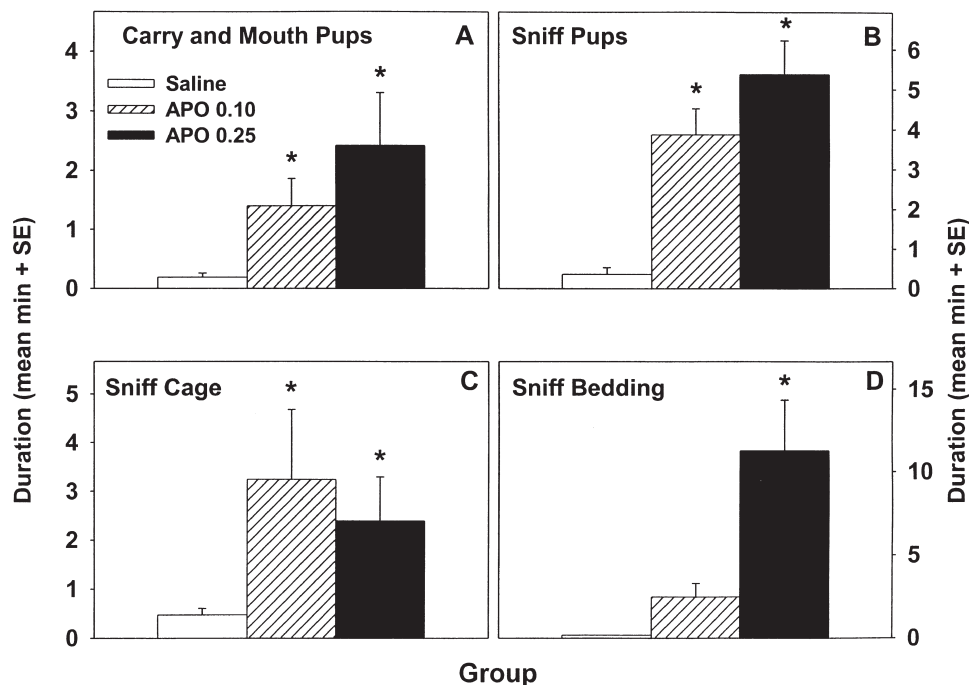 Carry and Mouth Pups A
Saline
APO 0.10
APO 0.25
* *
4
3
2
1
0
Sniff Pups B
* *
6
5
4
3
2
1
0
Sniff Cage C
* *
5
4
3
2
1
0
Sniff Bedding D
*
15
10
5
0
Duration (mean min + SE)
Duration (mean min + SE)
Group